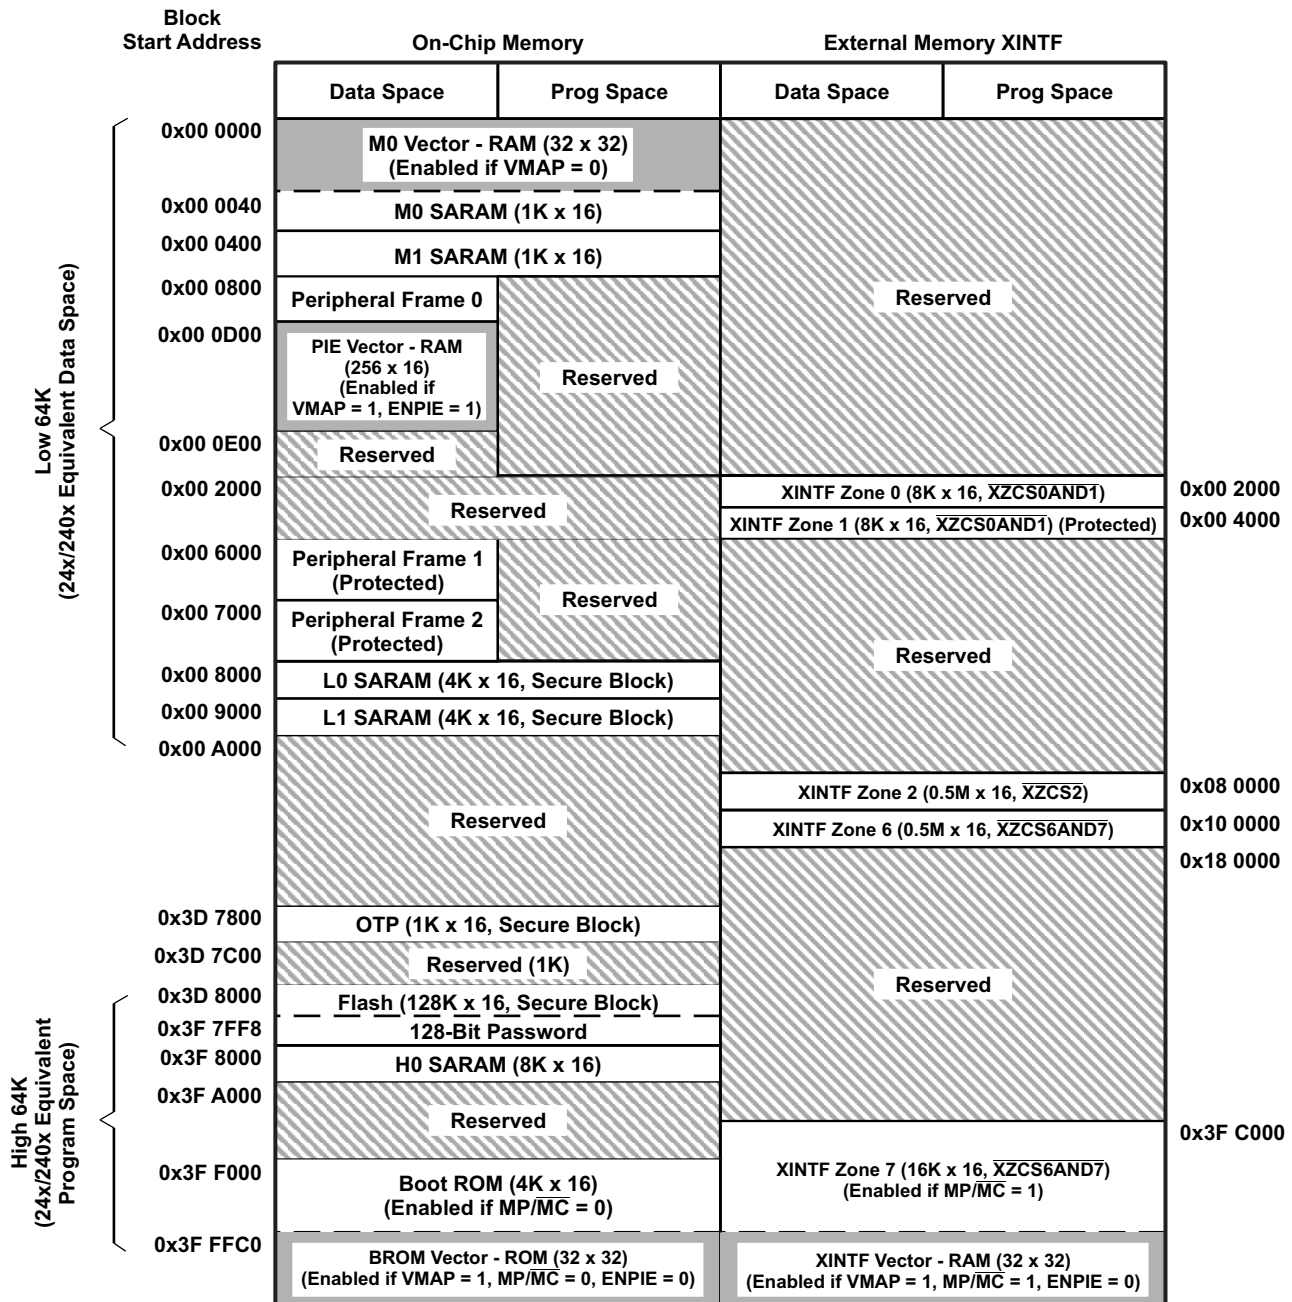 Block
Start Address
On-Chip Memory
External Memory XINTF
Data Space
Prog Space
Data Space
Prog Space
0x00 0000
M0 Vector - RAM (32 x 32)
(Enabled if VMAP = 0)
0x00 0040
M0 SARAM (1K x 16)
0x00 0400
M1 SARAM (1K x 16)
0x00 0800
Peripheral Frame 0
Reserved
0x00 0D00
PIE Vector - RAM
(256 x 16)
(Enabled if
VMAP = 1, ENPIE = 1)
Reserved
0x00 0E00
Reserved
Low 64K
(24x/240x Equivalent Data Space)
0x00 2000
Reserved
XINTF Zone 0 (8K x 16, XZCS0AND1)
0x00 2000
XINTF Zone 1 (8K x 16, XZCS0AND1) (Protected)
0x00 4000
0x00 6000
Peripheral Frame 1
(Protected)
Reserved
0x00 7000
Peripheral Frame 2
(Protected)
Reserved
0x00 8000
L0 SARAM (4K x 16, Secure Block)
0x00 9000
L1 SARAM (4K x 16, Secure Block)
0x00 A000
Reserved
XINTF Zone 2 (0.5M x 16, XZCS2)
0x08 0000
XINTF Zone 6 (0.5M x 16, XZCS6AND7)
0x10 0000
0x18 0000
0x3D 7800
OTP (1K x 16, Secure Block)
0x3D 7C00
Reserved (1K)
Reserved
0x3D 8000
Flash (128K x 16, Secure Block)
0x3F 7FF8
128-Bit Password
0x3F 8000
H0 SARAM (8K x 16)
0x3F A000
Reserved
High 64K
(24x/240x Equivalent
Program Space)
0x3F C000
0x3F F000
Boot ROM (4K x 16)
(Enabled if MP/MC = 0)
XINTF Zone 7 (16K x 16, XZCS6AND7)
(Enabled if MP/MC = 1)
0x3F FFC0
BROM Vector - ROM (32 x 32)
(Enabled if VMAP = 1, MP/MC = 0, ENPIE = 0)
XINTF Vector - RAM (32 x 32)
(Enabled if VMAP = 1, MP/MC = 1, ENPIE = 0)